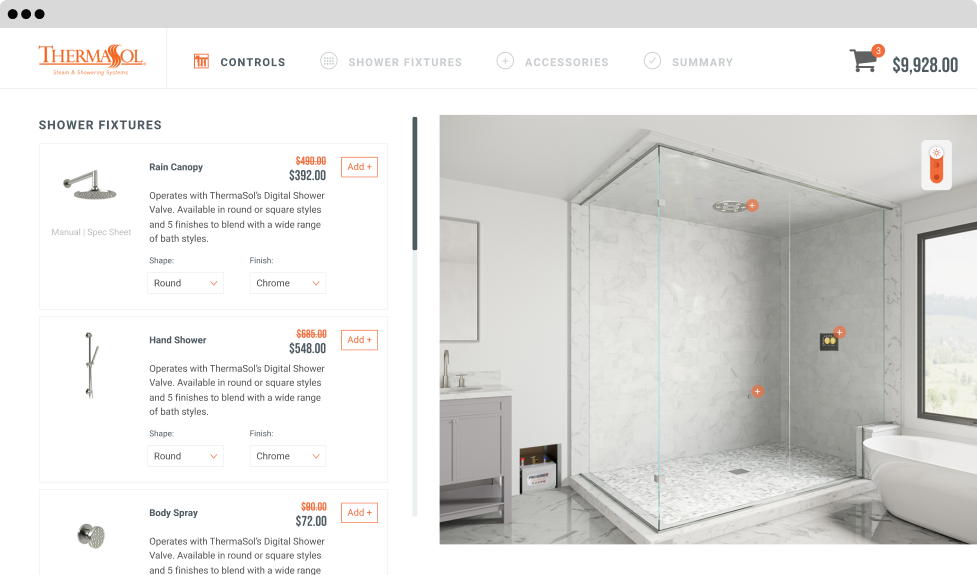 THERMASOL
Steam & Showering Systems
CONTROLS
SHOWER FIXTURES
ACCESSORIES
SUMMARY
3
$9,928.00
SHOWER FIXTURES
Rain Canopy
$490.00
$392.00
Add +
Operates with ThermaSol's Digital Shower
Valve. Available in round or square styles
and 5 finishes to blend with a wide range
of bath styles.
Manual | Spec Sheet
Shape:
Finish:
Round
Chrome
Hand Shower
$685.00
$548.00
Add +
Operates with ThermaSol's Digital Shower
Valve. Available in round or square styles
and 5 finishes to blend with a wide range
of bath styles.
Shape:
Finish:
Round
Chrome
Body Spray
$90.00
$72.00
Add +
Operates with ThermaSol's Digital Shower
Valve. Available in round or square styles
and 5 finishes to blend with a wide range